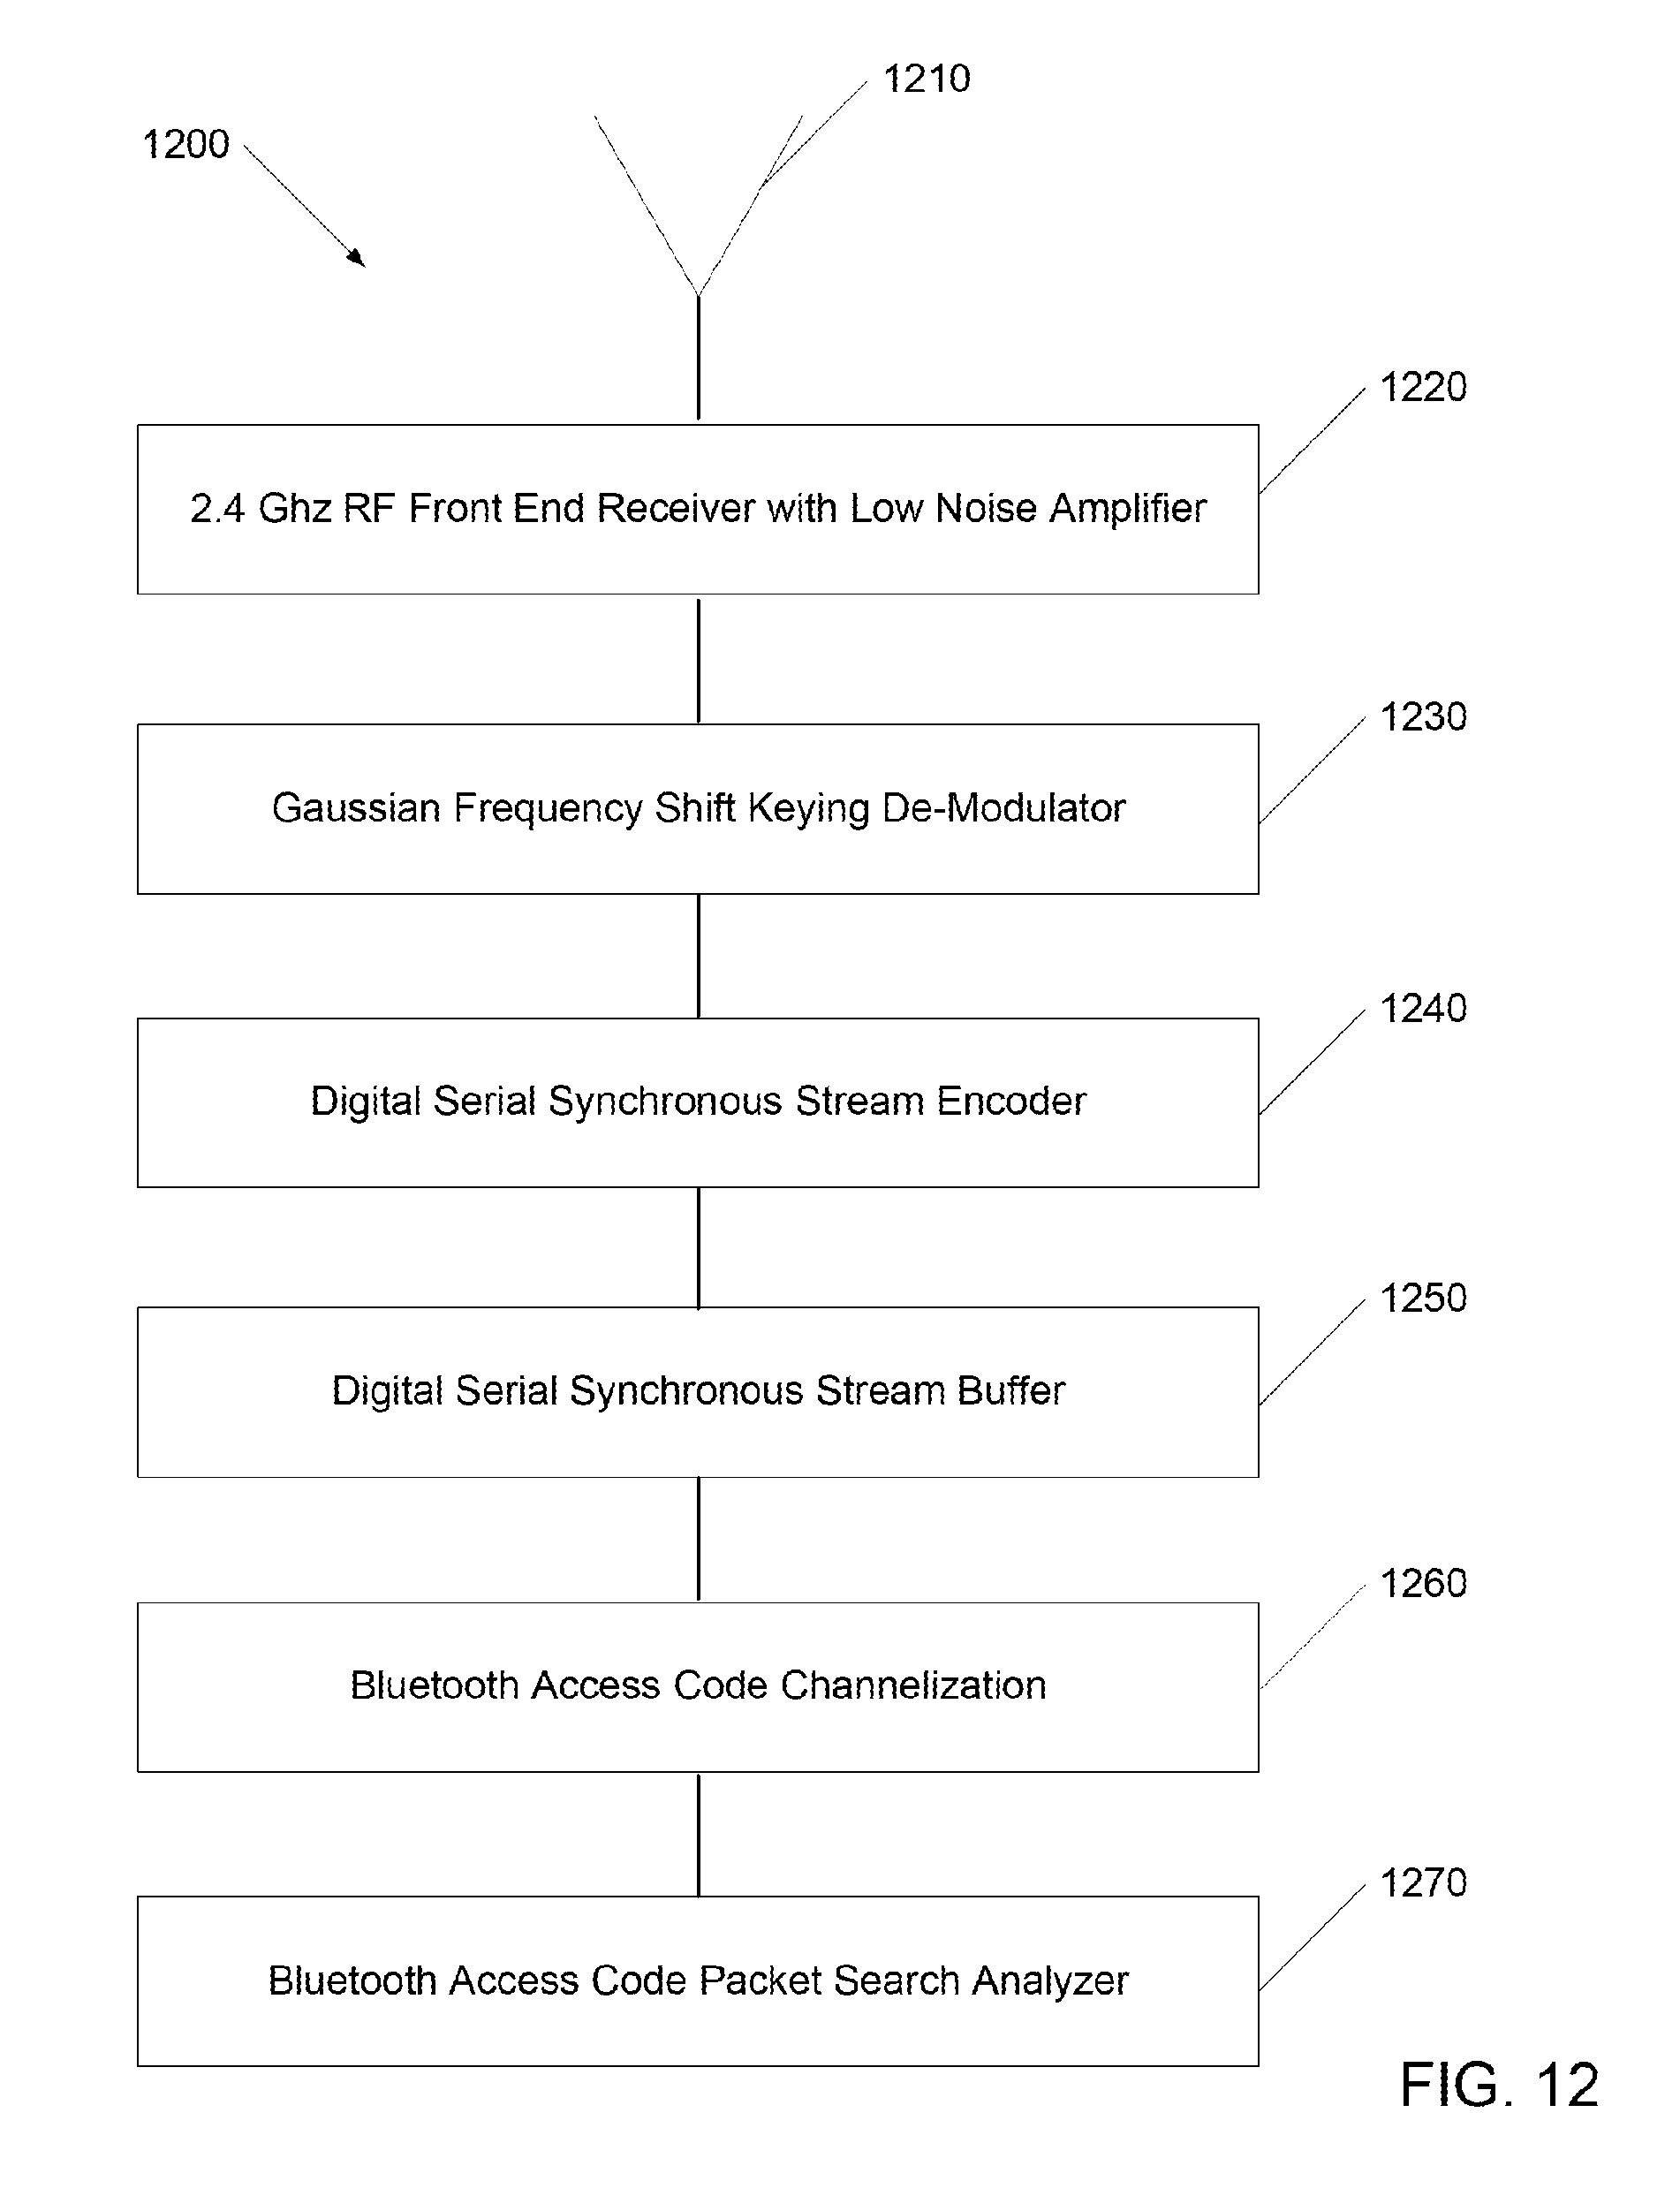 1210
1200
1220
2.4 Ghz RF Front End Receiver with Low Noise Amplifier
1230
Gaussian Frequency Shift Keying De-Modulator
1240
Digital Serial Synchronous Stream Encoder
1250
Digital Serial Synchronous Stream Buffer
1260
Bluetooth Access Code Channelization
1270
Bluetooth Access Code Packet Search Analyzer
FIG. 12